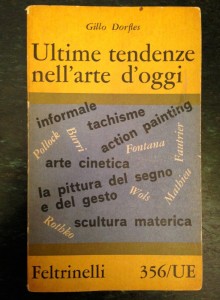 Gillo Dorfles
Ultime tendenze
nell'arte d'oggi
informale
tachisme
action painting
Pollock
Burri
Fontana
Fautrier
arte cinetica
Mathieu
la pittura del segno
e del gesto
Wols
Rothko
scultura materica
Feltrinelli 356/UE